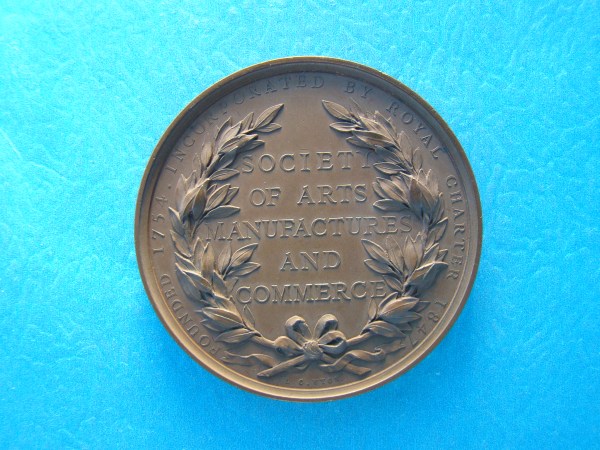 FOUNDED 1754. INCORPORATED BY ROYAL CHARTER 1847
SOCIETY
OF ARTS
MANUFACTURES
AND
COMMERCE